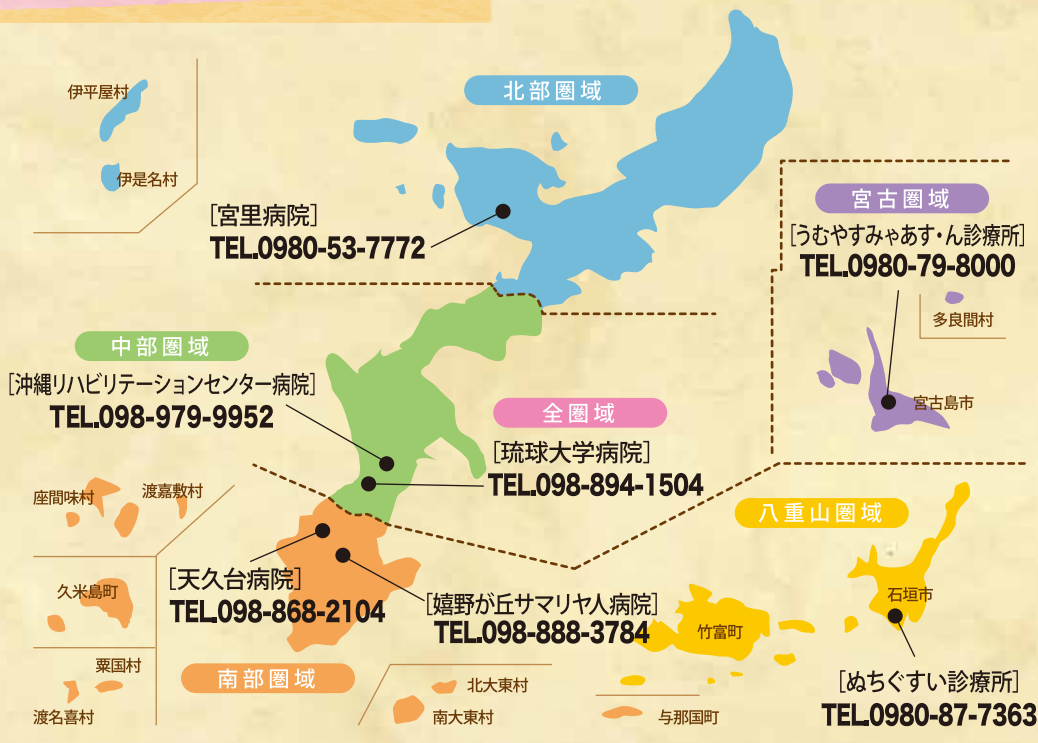 伊平屋村
伊是名村
北部圏域
[宮里病院]
TEL.0980-53-7772
宮古圏域
[うむやすみゃあす・ん診療所]
TEL.0980-79-8000
多良間村
宮古島市
中部圏域
[沖縄リハビリテーションセンター病院]
TEL.098-979-9952
全圏域
[琉球大学病院]
TEL.098-894-1504
座間味村
渡嘉敷村
久米島町
粟国村
渡名喜村
[天久台病院]
TEL.098-868-2104
[嬉野が丘サマリヤ人病院]
TEL.098-888-3784
南部圏域
北大東村
南大東村
八重山圏域
石垣市
竹富町
与那国町
[ぬちぐすい診療所]
TEL.0980-87-7363